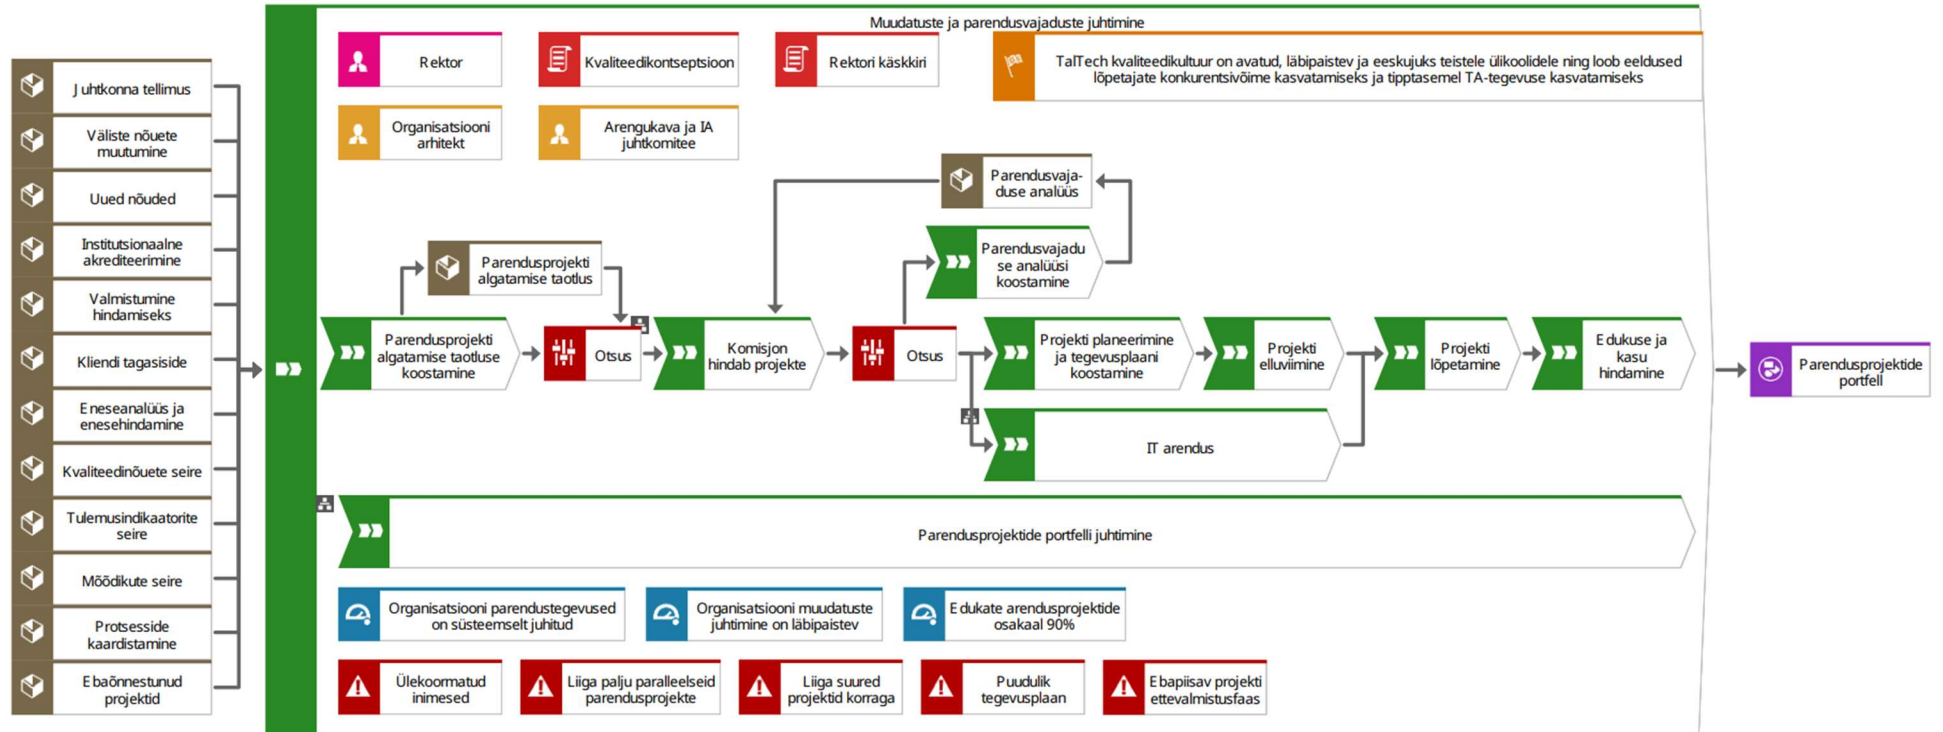 Muudatuste ja parendusvajaduste juhtimine
Juhtkonna tellimus
Väliste nõuete
muutumine
Uued nõuded
Institutsionaalne
akrediteerimine
Valmistumine
hindamiseks
Kliendi tagasiside
Eneseanalüüs ja
enesehindamine
Kvaliteedinõuete seire
Tulemusindikaatorite
seire
Mõõdikute seire
Protsesside
kaardistamine
Ebaõnnestunud
projektid
Rektor
Kvaliteedikontseptsioon
Rektori käskkiri
TalTech kvaliteedikultuur on avatud, läbipaistev ja eeskujuks teistele ülikoolidele ning loob eeldused
lõpetajate konkurentsivõime kasvatamiseks ja tipptasemel TA-tegevuse kasvatamiseks
Organisatsiooni
arhitekt
Arengukava ja IA
juhtkomitee
Parendusvaja-
duse analüüs
Parendusprojekti
algatamise taotlus
Parendusvajadu
se analüüsi
koostamine
Parendusprojekti
algatamise taotluse
koostamine
Otsus
Komisjon
hindab projekte
Otsus
Projekti planeerimine
ja tegevusplaani
koostamine
Projekti
elluviimine
Projekti
lõpetamine
Edukuse ja
kasu
hindamine
Parendusprojektide
portfell
IT arendus
Parendusprojektide portfelli juhtimine
Organisatsiooni parendustegevused
on süsteemselt juhitud
Organisatsiooni muudatuste
juhtimine on läbipaistev
Edukate arendusprojektide
osakaal 90%
Ülekoormatud
inimesed
Liiga palju paralleelseid
parendusprojekte
Liiga suured
projektid korraga
Puudulik
tegevusplaan
Ebapiisav projekti
ettevalmistusfaas